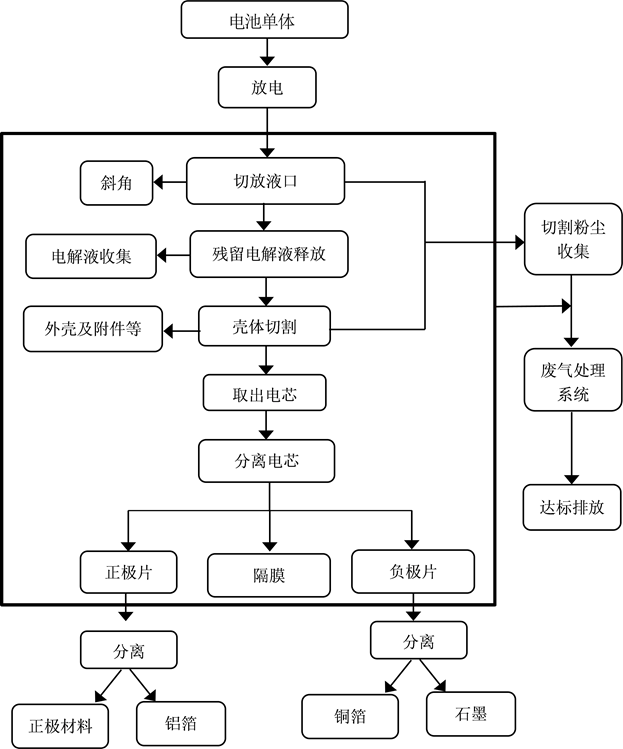 电池单体
放电
切放液口
斜角
残留电解液释放
电解液收集
壳体切割
外壳及附件等
取出电芯
分离电芯
正极片
隔膜
负极片
分离
正极材料
铝箔
分离
铜箔
石墨
切割粉尘
收集
废气处理
系统
达标排放